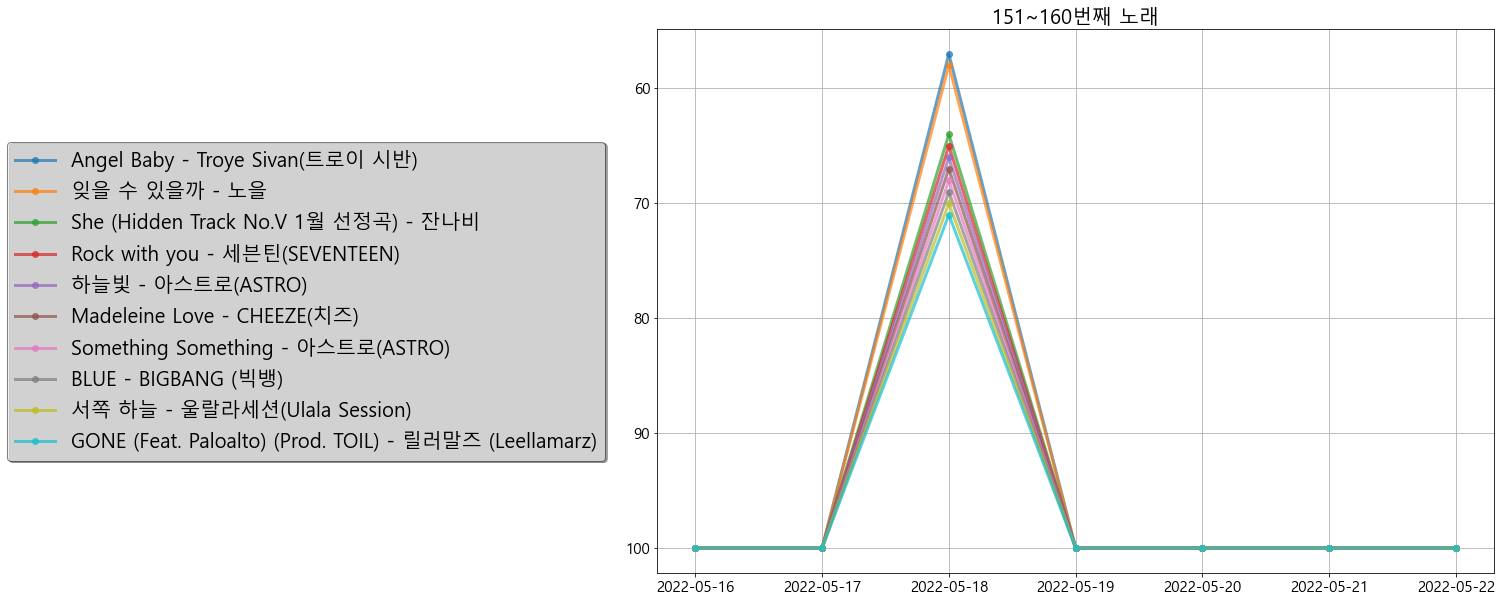 151~160번째 노래
Angel Baby - Troye Sivan(트로이 시반)
잊을 수 있을까 - 노을
She (Hidden Track No.V 1월 선정곡) - 잔나비
Rock with you - 세븐틴(SEVENTEEN)
하늘빛 - 아스트로(ASTRO)
Madeleine Love - CHEEZE(치즈)
Something Something - 아스트로(ASTRO)
BLUE - BIGBANG (빅뱅)
서쪽 하늘 - 울랄라세션(Ulala Session)
GONE (Feat. Paloalto) (Prod. TOIL) - 릴러말즈 (Leellamarz)
60
70
80
90
100
2022-05-16 2022-05-17 2022-05-18 2022-05-19 2022-05-20 2022-05-21 2022-05-22